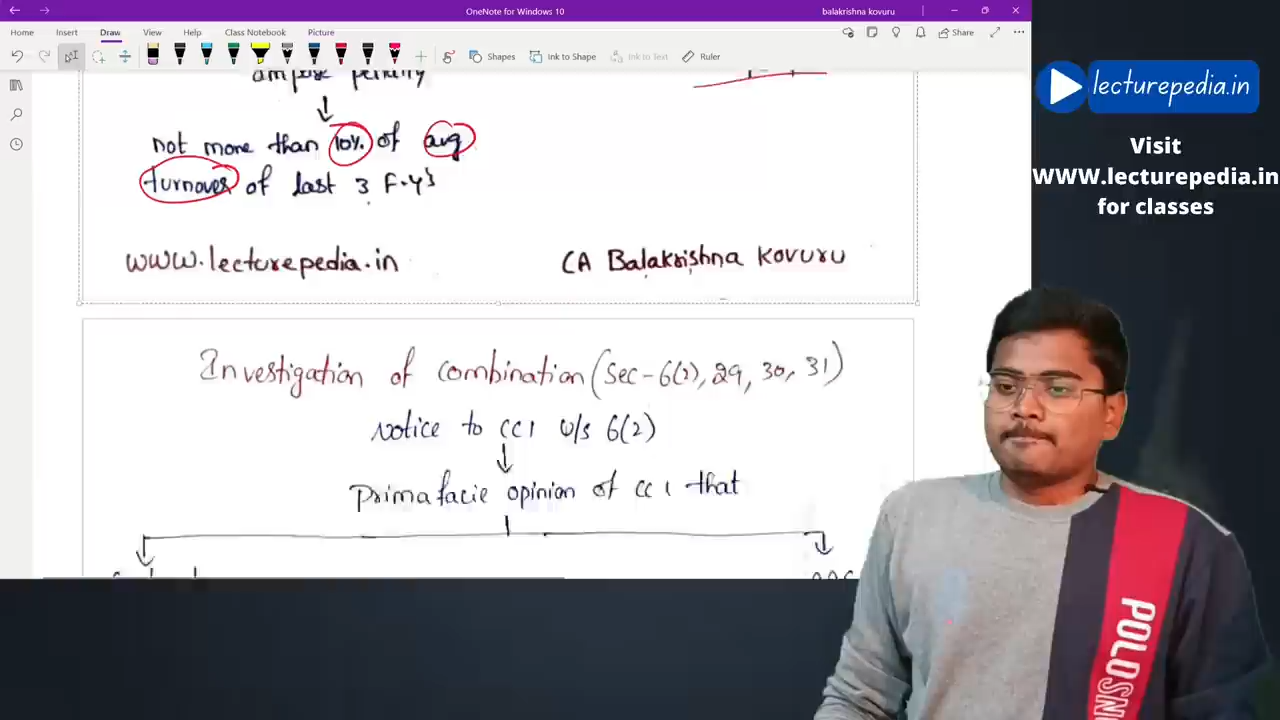 OneNote for Windows 10
balakrishna kovuru
Home Insert Draw View Help Class Notebook Picture
Share
Shapes Ink to Shape Ink to Text Ruler
penalty
not more than 10% of avg
turnover of last 3 F.Y's
www.lecturepedia.in CA Balakrishna Kovuru
Investigation of combination (Sec-6(2), 29, 30, 31)
Notice to CCI u/s 6(2)
Primafacie opinion of CCI that
lecturepedia.in
Visit
www.lecturepedia.in
for classes
POLO